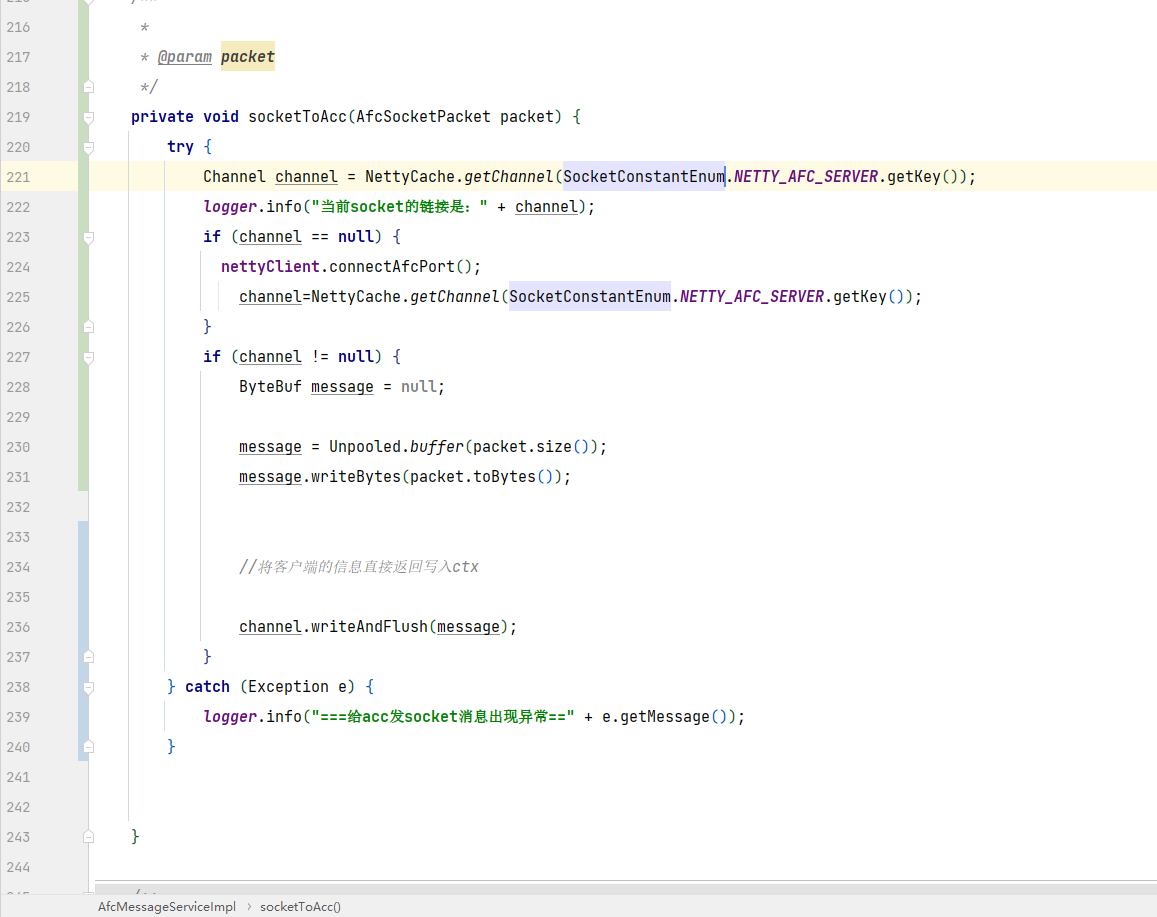 216 *
217 * @param packet
218 */
219 private void socketToAcc(AfcSocketPacket packet) {
220 try {
221 Channel channel = NettyCache.getChannel(SocketConstantEnum.NETTY_AFC_SERVER.getKey());
222 logger.info("当前socket的链接是：" + channel);
223 if (channel == null) {
224 nettyClient.connectAfcPort();
225 channel=NettyCache.getChannel(SocketConstantEnum.NETTY_AFC_SERVER.getKey());
226 }
227 if (channel != null) {
228 ByteBuf message = null;
229
230 message = Unpooled.buffer(packet.size());
231 message.writeBytes(packet.toBytes());
232
233
234 //将客户端的信息直接返回写入ctx
235
236 channel.writeAndFlush(message);
237 }
238 } catch (Exception e) {
239 logger.info("===给acc发socket消息出现异常==" + e.getMessage());
240 }
241
242
243 }
244
AfcMessageServiceImpl › socketToAcc()